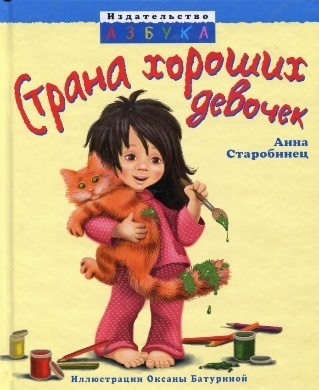 Издательство
АЗБУКА
Страна хороших
девочек
Анна
Старобинец
Иллюстрации Оксаны Батуриной